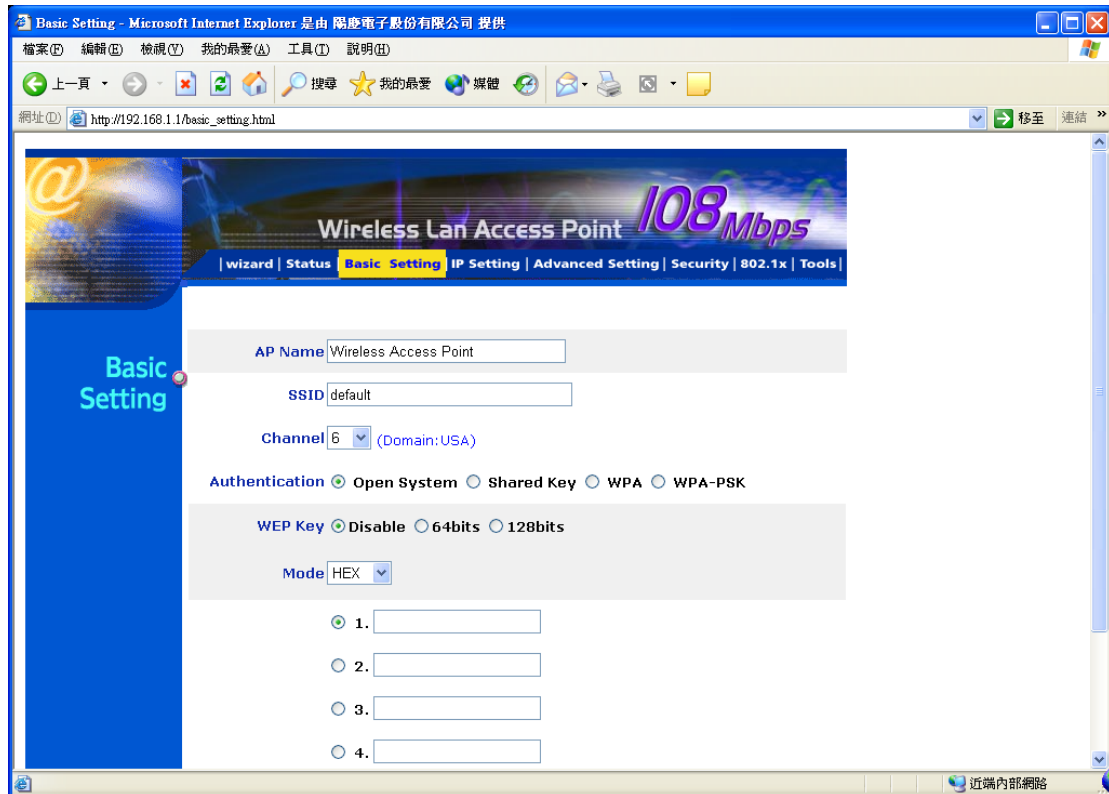 Basic Setting - Microsoft Internet Explorer 是由 陽慶電子股份有限公司 提供
檔案(F) 編輯(E) 檢視(V) 我的最愛(A) 工具(T) 說明(H)
上一頁 搜尋 我的最愛 媒體
網址(D) http://192.168.1.1/basic_setting.html 移至 連結 »
@
108Mbps
Wireless Lan Access Point
| wizard | Status | Basic Setting | IP Setting | Advanced Setting | Security | 802.1x | Tools |
Basic Setting
AP Name Wireless Access Point
SSID default
Channel 6 (Domain:USA)
Authentication Open System Shared Key WPA WPA-PSK
WEP Key Disable 64bits 128bits
Mode HEX
1.
2.
3.
4.
近端內部網路